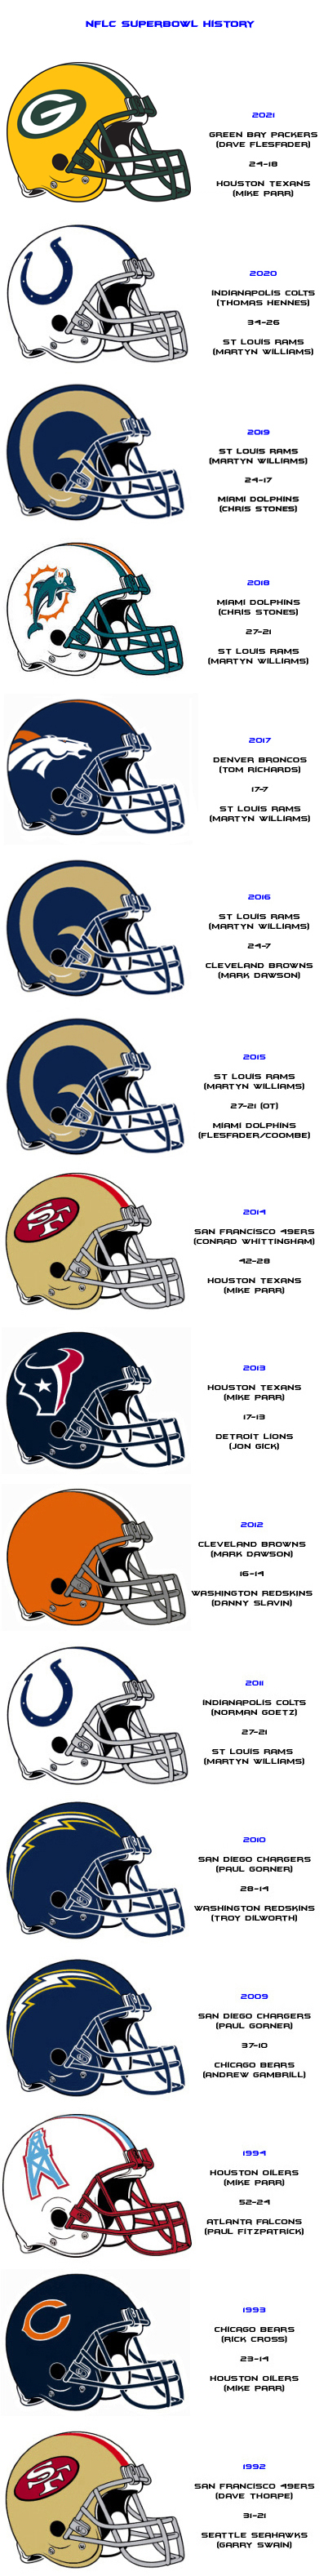 NFLC SUPERBOWL HISTORY
2021
GREEN BAY PACKERS
(DAVE FLESFADER)
24-18
HOUSTON TEXANS
(MIKE PARR)
G
2020
INDIANAPOLIS COLTS
(THOMAS HENNES)
34-26
ST LOUIS RAMS
(MARTYN WILLIAMS)
2019
ST LOUIS RAMS
(MARTYN WILLIAMS)
24-17
MIAMI DOLPHINS
(CHRIS STONES)
2018
MIAMI DOLPHINS
(CHRIS STONES)
27-21
ST LOUIS RAMS
(MARTYN WILLIAMS)
M
2017
DENVER BRONCOS
(TOM RICHARDS)
17-7
ST LOUIS RAMS
(MARTYN WILLIAMS)
2016
ST LOUIS RAMS
(MARTYN WILLIAMS)
24-7
CLEVELAND BROWNS
(MARK DAWSON)
2015
ST LOUIS RAMS
(MARTYN WILLIAMS)
27-21 (OT)
MIAMI DOLPHINS
(FLESFADER/COOMBE)
2014
SAN FRANCISCO 49ERS
(CONRAD WHITTINGHAM)
42-28
HOUSTON TEXANS
(MIKE PARR)
SF
2013
HOUSTON TEXANS
(MIKE PARR)
17-13
DETROIT LIONS
(JON GICK)
2012
CLEVELAND BROWNS
(MARK DAWSON)
16-14
WASHINGTON REDSKINS
(DANNY SLAVIN)
2011
INDIANAPOLIS COLTS
(NORMAN GOETZ)
27-21
ST LOUIS RAMS
(MARTYN WILLIAMS)
2010
SAN DIEGO CHARGERS
(PAUL GORNER)
28-14
WASHINGTON REDSKINS
(TROY DILWORTH)
2009
SAN DIEGO CHARGERS
(PAUL GORNER)
37-10
CHICAGO BEARS
(ANDREW GAMBRILL)
1994
HOUSTON OILERS
(MIKE PARR)
52-24
ATLANTA FALCONS
(PAUL FITZPATRICK)
1993
CHICAGO BEARS
(RICK CROSS)
23-14
HOUSTON OILERS
(MIKE PARR)
C
1992
SAN FRANCISCO 49ERS
(DAVE THORPE)
31-21
SEATTLE SEAHAWKS
(GARRY SWAIN)
SF